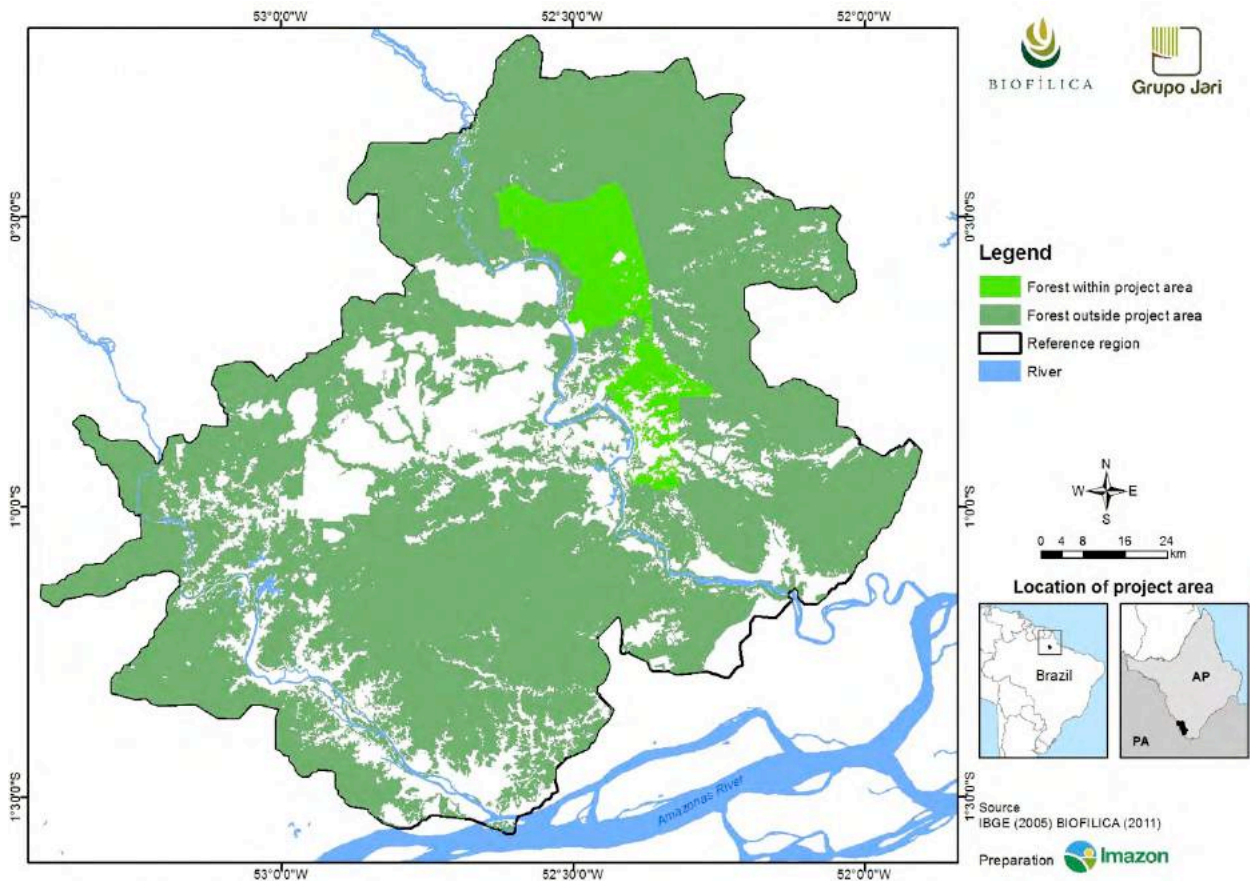 53°0'0"W
52°30'0"W
52°0'0"W
BIOFÍLICA
Grupo Jari
0°30'0"S
0°30'0"S
Legend
Forest within project area
Forest outside project area
Reference region
River
N
W E
S
1°0'0"S
1°0'0"S
0 4 8 16 24
km
Location of project area
Brazil
AP
PA
Amazonas River
1°30'0"S
1°30'0"S
Source
IBGE (2005) BIOFILICA (2011)
Preparation Imazon
53°0'0"W
52°30'0"W
52°0'0"W